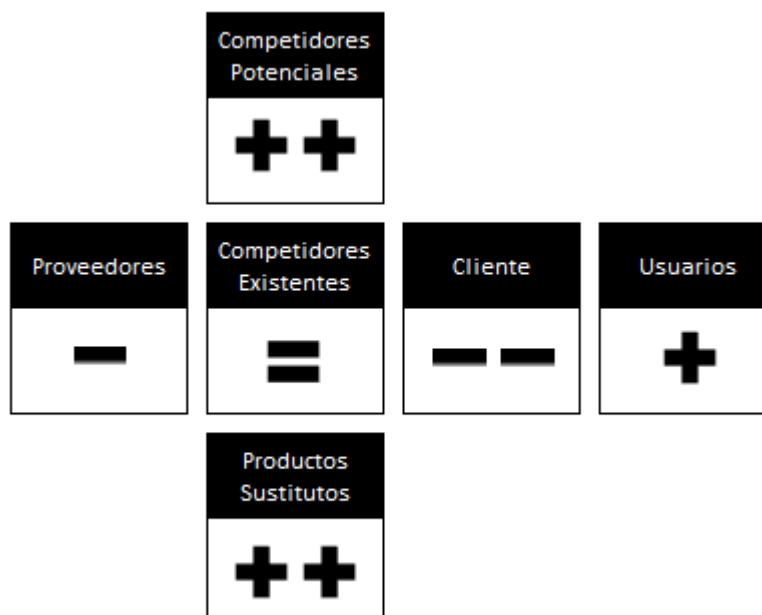 Competidores
Potenciales
++
Proveedores
-
Competidores
Existentes
=
Cliente
--
Usuarios
+
Productos
Sustitutos
++